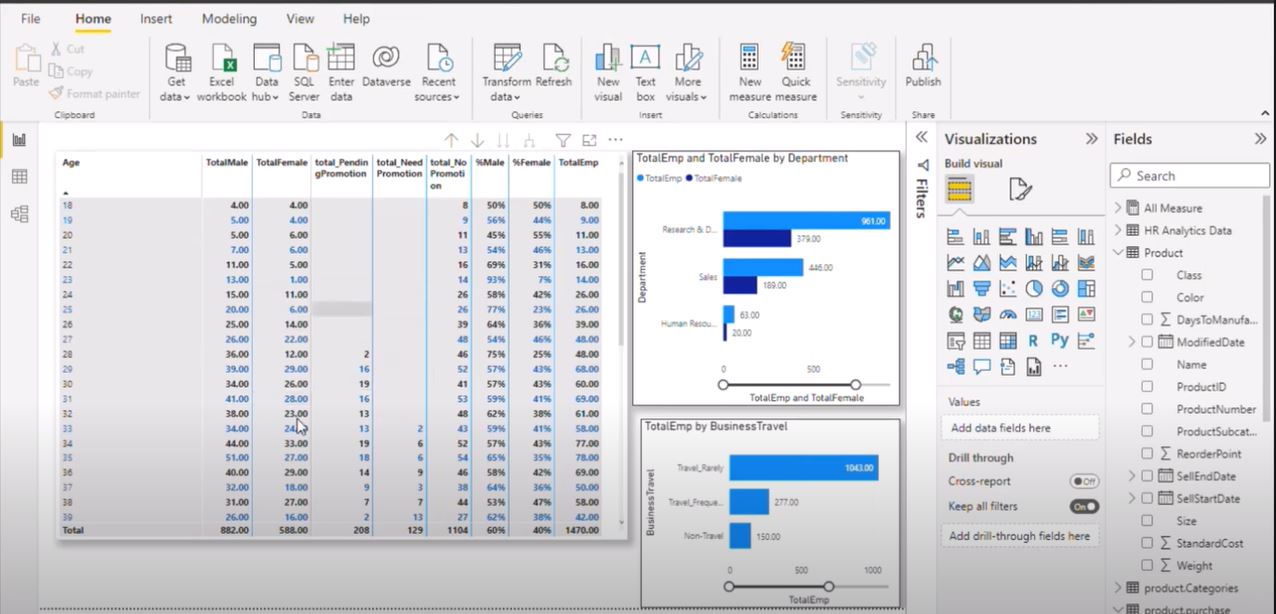 File Home Insert Modeling View Help
Paste
Cut
Copy
Format painter
Clipboard
Get data
Excel workbook
Data hub
SQL Server
Enter data
Dataverse
Recent sources
Data
Transform data
Refresh
Queries
New visual
Text box
More visuals
Insert
New measure
Quick measure
Calculations
Sensitivity
Sensitivity
Publish
Share
Age TotalMale TotalFemale total_PendingPromotion total_NeedPromotion total_NoPromotion %Male %Female TotalEmp
18 4.00 4.00 8 50% 50% 8.00
19 5.00 4.00 9 56% 44% 9.00
20 5.00 6.00 11 45% 55% 11.00
21 7.00 6.00 13 54% 46% 13.00
22 11.00 5.00 16 69% 31% 16.00
23 13.00 1.00 14 93% 7% 14.00
24 15.00 11.00 26 58% 42% 26.00
25 20.00 6.00 26 77% 23% 26.00
26 25.00 14.00 39 64% 36% 39.00
27 26.00 22.00 48 54% 46% 48.00
28 36.00 12.00 2 46 75% 25% 48.00
29 39.00 29.00 16 52 57% 43% 68.00
30 34.00 26.00 19 41 57% 43% 60.00
31 41.00 28.00 16 53 59% 41% 69.00
32 38.00 23.00 13 48 62% 38% 61.00
33 34.00 13 2 43 59% 41% 58.00
34 44.00 33.00 19 6 52 57% 43% 77.00
35 51.00 27.00 18 6 54 65% 35% 78.00
36 40.00 29.00 14 9 46 58% 42% 69.00
37 32.00 18.00 9 3 38 64% 36% 50.00
38 31.00 27.00 7 7 44 53% 47% 58.00
39 26.00 16.00 2 13 27 62% 38% 42.00
Total 882.00 588.00 208 129 1104 60% 40% 1470.00
TotalEmp and TotalFemale by Department
TotalEmp TotalFemale
Department
Research & D... 961.00
379.00
Sales 446.00
189.00
Human Resou... 63.00
20.00
0 500
TotalEmp and TotalFemale
TotalEmp by BusinessTravel
BusinessTravel
Travel_Rarely 1043.00
Travel_Freque... 277.00
Non-Travel 150.00
0 500 1000
TotalEmp
Filters
Visualizations
Build visual
R Py
Values
Add data fields here
Drill through
Cross-report Off
Keep all filters On
Add drill-through fields here
Fields
Search
All Measure
HR Analytics Data
Product
Class
Color
DaysToManufa...
ModifiedDate
Name
ProductID
ProductNumber
ProductSubcat...
ReorderPoint
SellEndDate
SellStartDate
Size
StandardCost
Weight
product.Categories
product.purchase